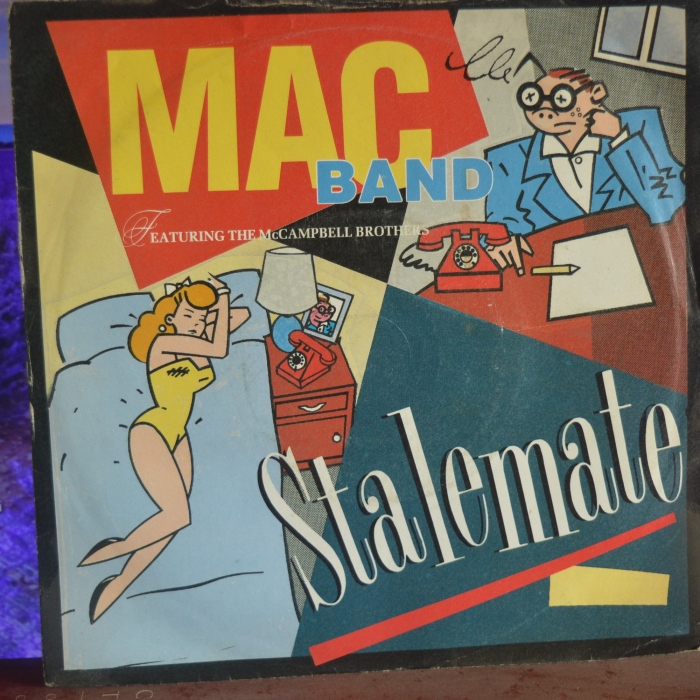 MAC
BAND
FEATURING THE McCAMPBELL BROTHERS
Stalemate